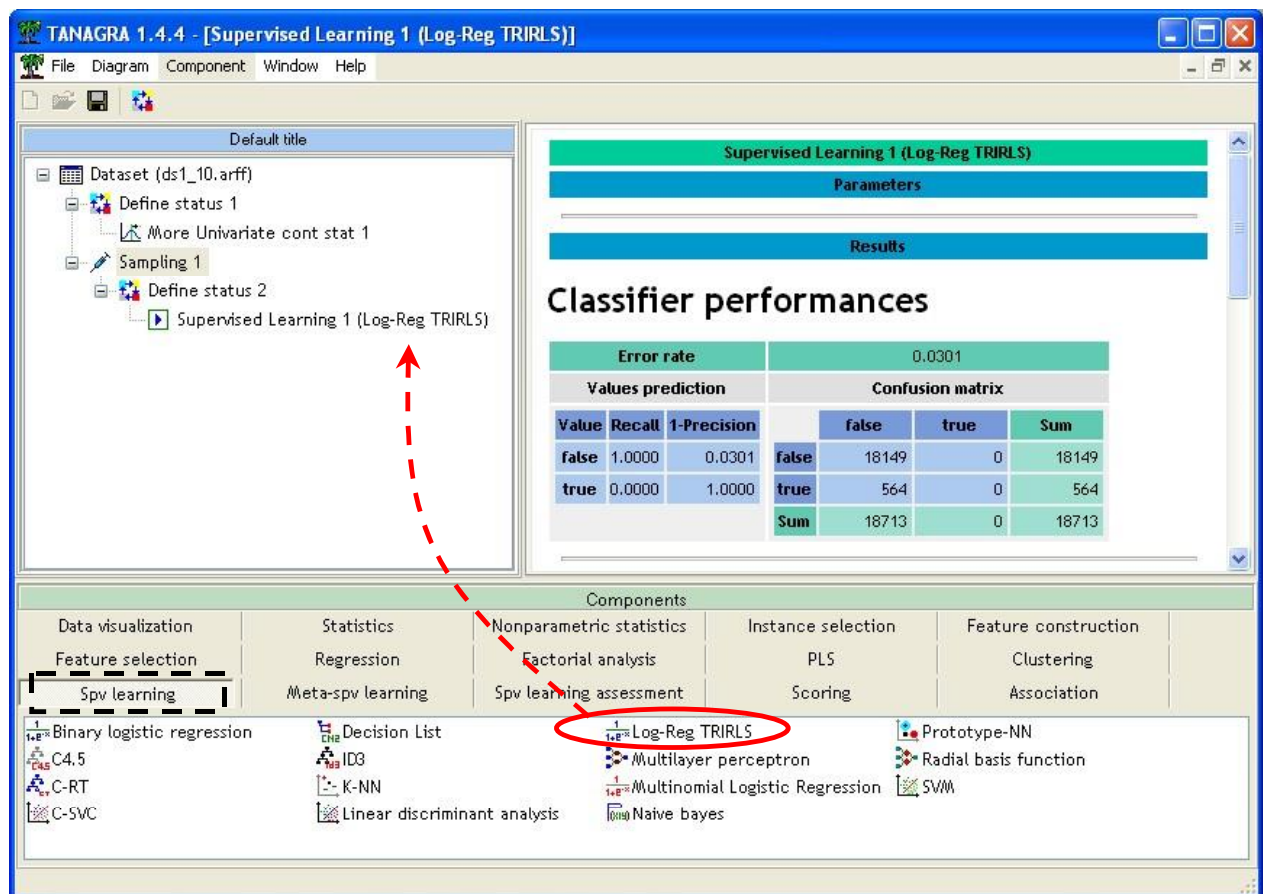 TANAGRA 1.4.4 - [Supervised Learning 1 (Log-Reg TRIRLS)]
File Diagram Component Window Help
Default title
Dataset (ds1_10.arff)
Define status 1
More Univariate cont stat 1
Sampling 1
Define status 2
Supervised Learning 1 (Log-Reg TRIRLS)
Supervised Learning 1 (Log-Reg TRIRLS)
Parameters
Results
Classifier performances
Error rate 0.0301
Values prediction Confusion matrix
Value Recall 1-Precision false true Sum
false 1.0000 0.0301 false 18149 0 18149
true 0.0000 1.0000 true 564 0 564
Sum 18713 0 18713
Components
Data visualization Statistics Nonparametric statistics Instance selection Feature construction
Feature selection Regression Factorial analysis PLS Clustering
Spv learning Meta-spv learning Spv learning assessment Scoring Association
Binary logistic regression Decision List Log-Reg TRIRLS Prototype-NN
C4.5 ID3 Multilayer perceptron Radial basis function
C-RT K-NN Multinomial Logistic Regression SVM
C-SVC Linear discriminant analysis Naive bayes